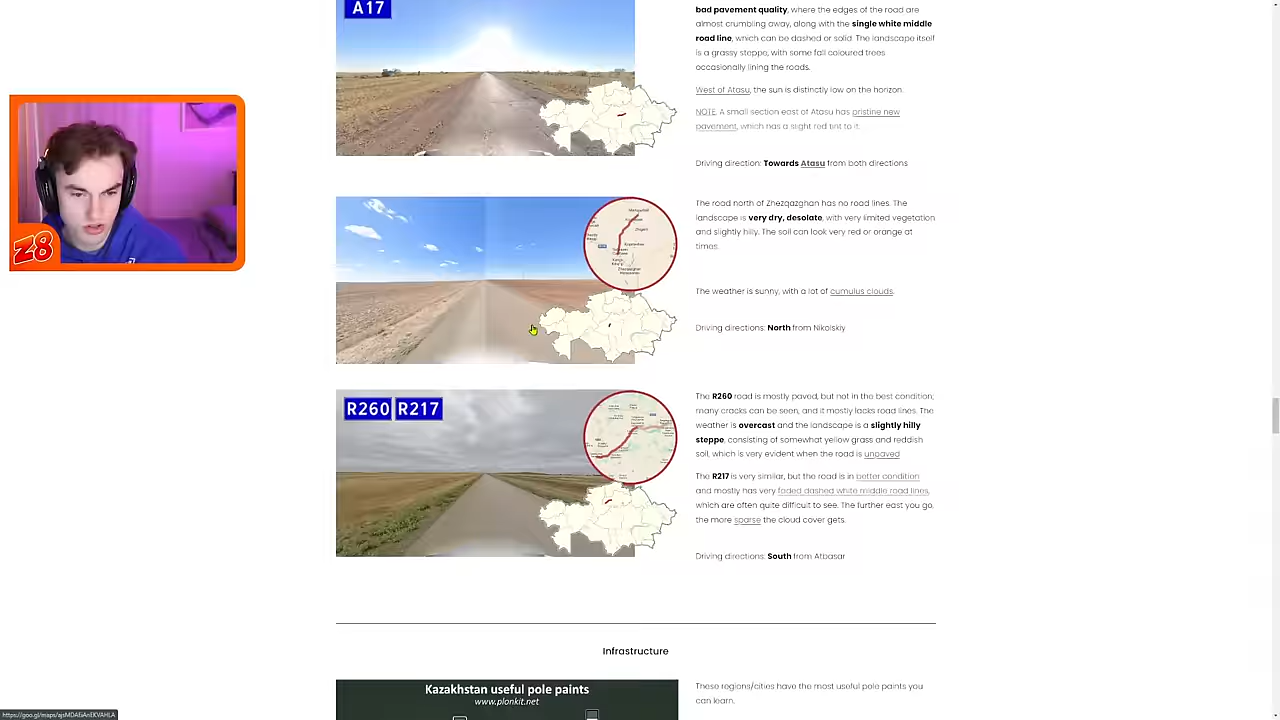 A17
bad pavement quality, where the edges of the road are
almost crumbling away, along with the single white middle
road line, which can be dashed or solid. The landscape itself
is a grassy steppe, with some fall coloured trees
occasionally lining the roads.
West of Atasu, the sun is distinctly low on the horizon.
NOTE: A small section east of Atasu has pristine new
pavement, which has a slight red tint to it.
Driving direction: Towards Atasu from both directions
The road north of Zhezqazghan has no road lines. The
landscape is very dry, desolate, with very limited vegetation
and slightly hilly. The soil can look very red or orange at
times.
The weather is sunny, with a lot of cumulus clouds.
Driving directions: North from Nikolskiy
z8
R260 R217
The R260 road is mostly paved, but not in the best condition;
many cracks can be seen, and it mostly lacks road lines. The
weather is overcast and the landscape is a slightly hilly
steppe, consisting of somewhat yellow grass and reddish
soil, which is very evident when the road is unpaved
The R217 is very similar, but the road is in better condition
and mostly has very faded dashed white middle road lines,
which are often quite difficult to see. The further east you go,
the more sparse the cloud cover gets.
Driving directions: South from Atbasar
Infrastructure
Kazakhstan useful pole paints
www.plonkit.net
These regions/cities have the most useful pole paints you
can learn.